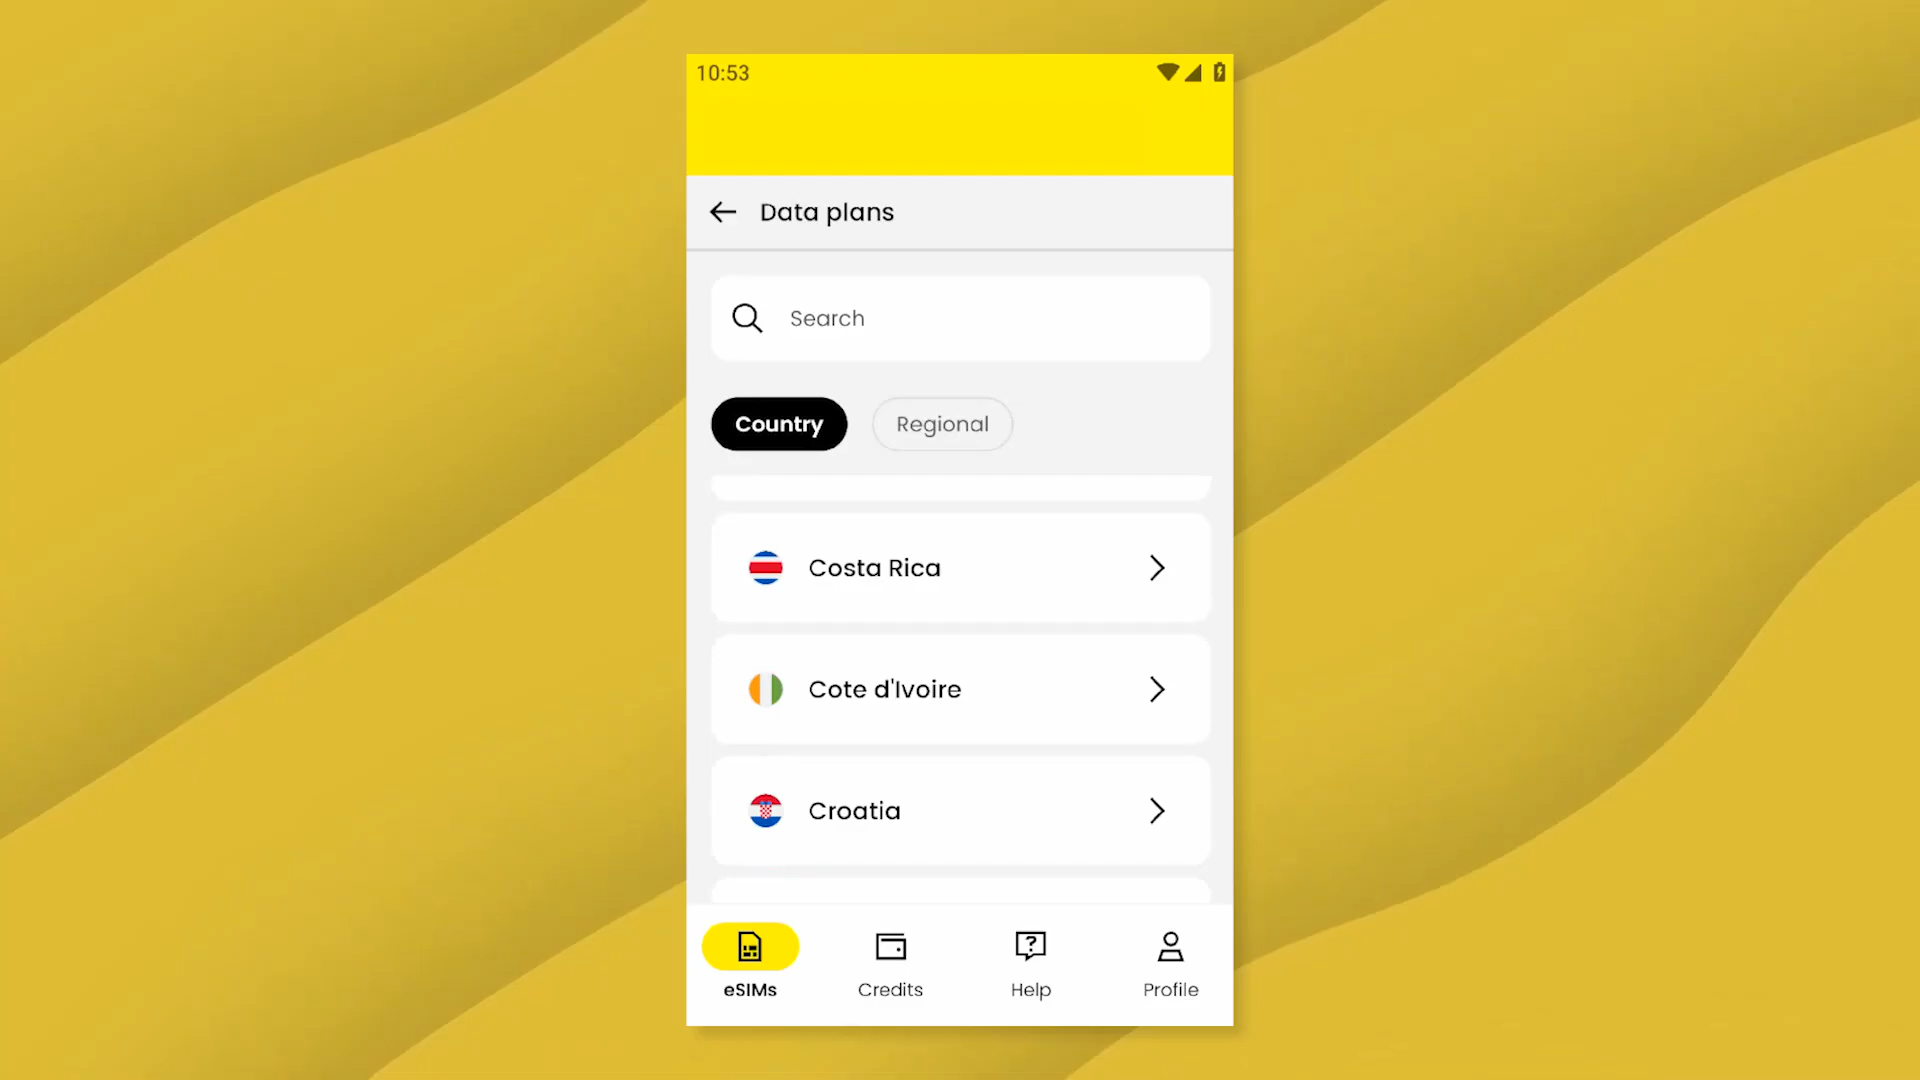 10:53
Data plans
Search
Country
Regional
Costa Rica
Cote d'Ivoire
Croatia
eSIMs
Credits
Help
Profile